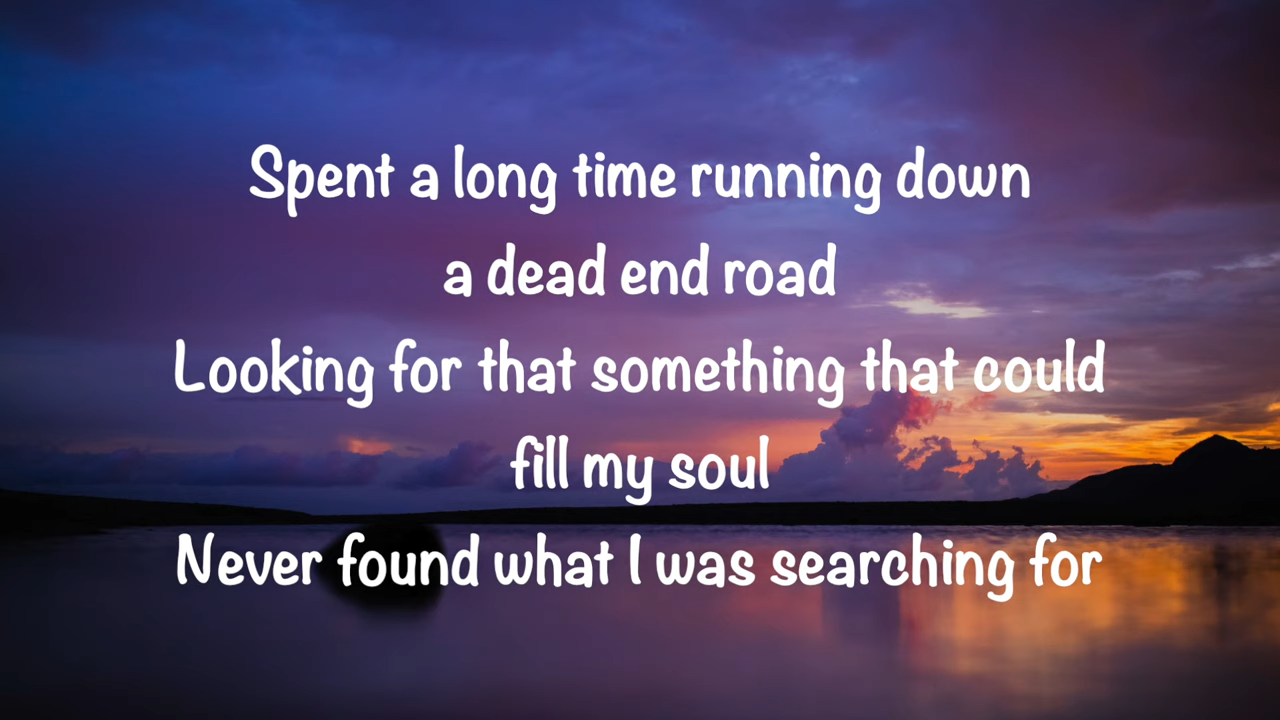 Spent a long time running down
a dead end road
Looking for that something that could
fill my soul
Never found what I was searching for